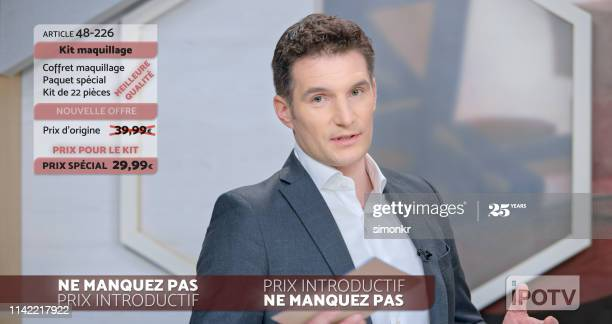 ARTICLE 48-226
Kit maquillage
Coffret maquillage
Paquet spécial
Kit de 22 pièces
MEILLEURE
QUALITÉ
NOUVELLE OFFRE
Prix d'origine 39,99€
PRIX POUR LE KIT
PRIX SPÉCIAL 29,99€
gettyimages® 25 YEARS
simonkr
NE MANQUEZ PAS
PRIX INTRODUCTIF
PRIX INTRODUCTIF
NE MANQUEZ PAS
iPOTV
1142217922